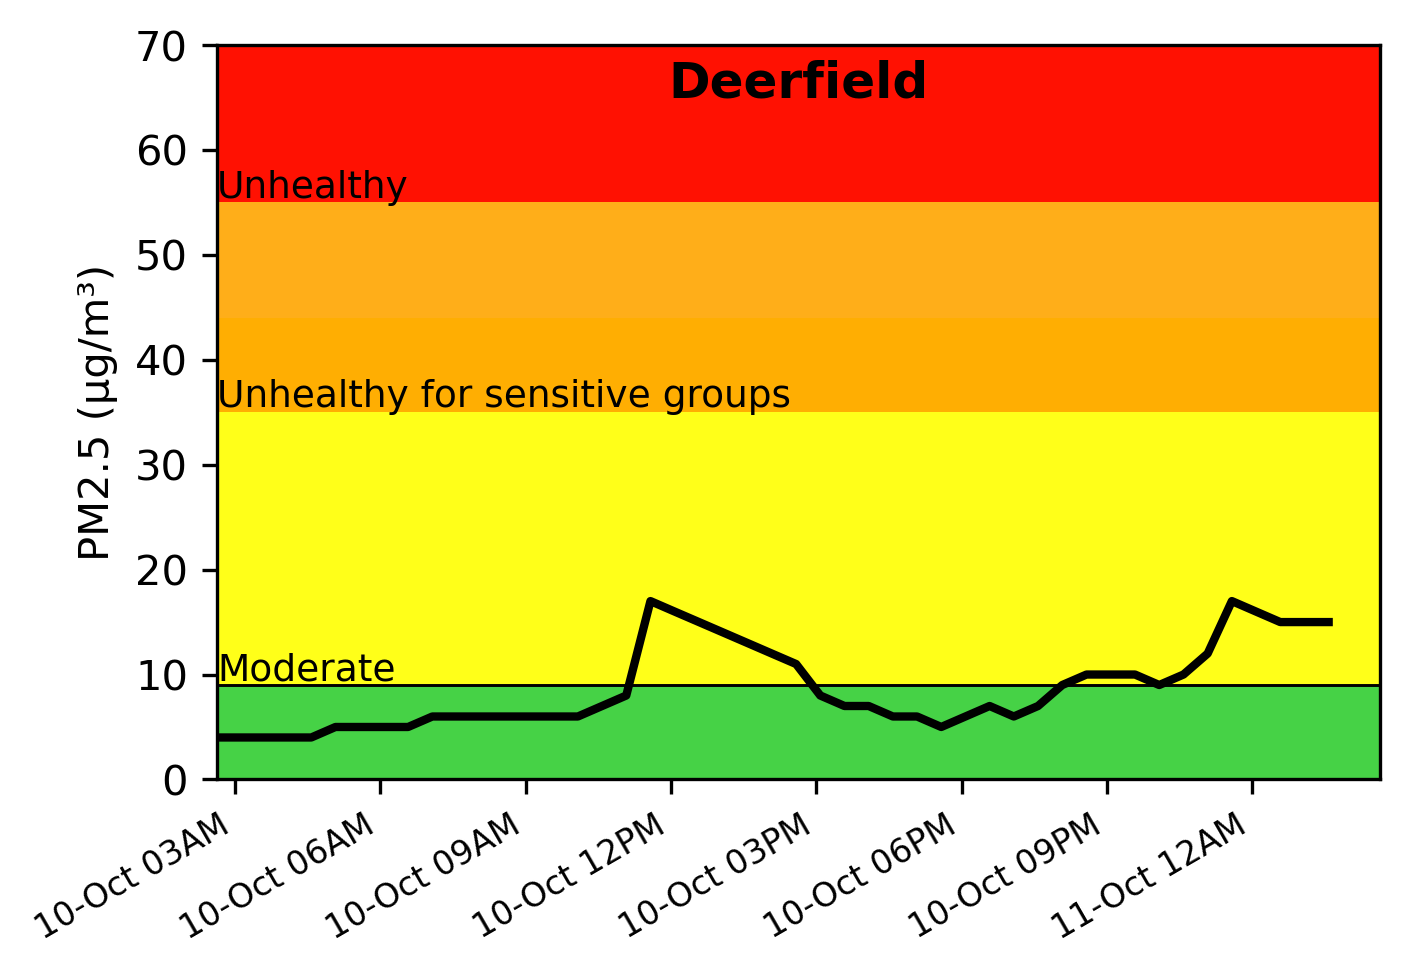 Deerfield
70
60
Unhealthy
50
40
Unhealthy for sensitive groups
30
20
10
Moderate
0
PM2.5 (µg/m³)
10-Oct 03AM
10-Oct 06AM
10-Oct 09AM
10-Oct 12PM
10-Oct 03PM
10-Oct 06PM
10-Oct 09PM
11-Oct 12AM